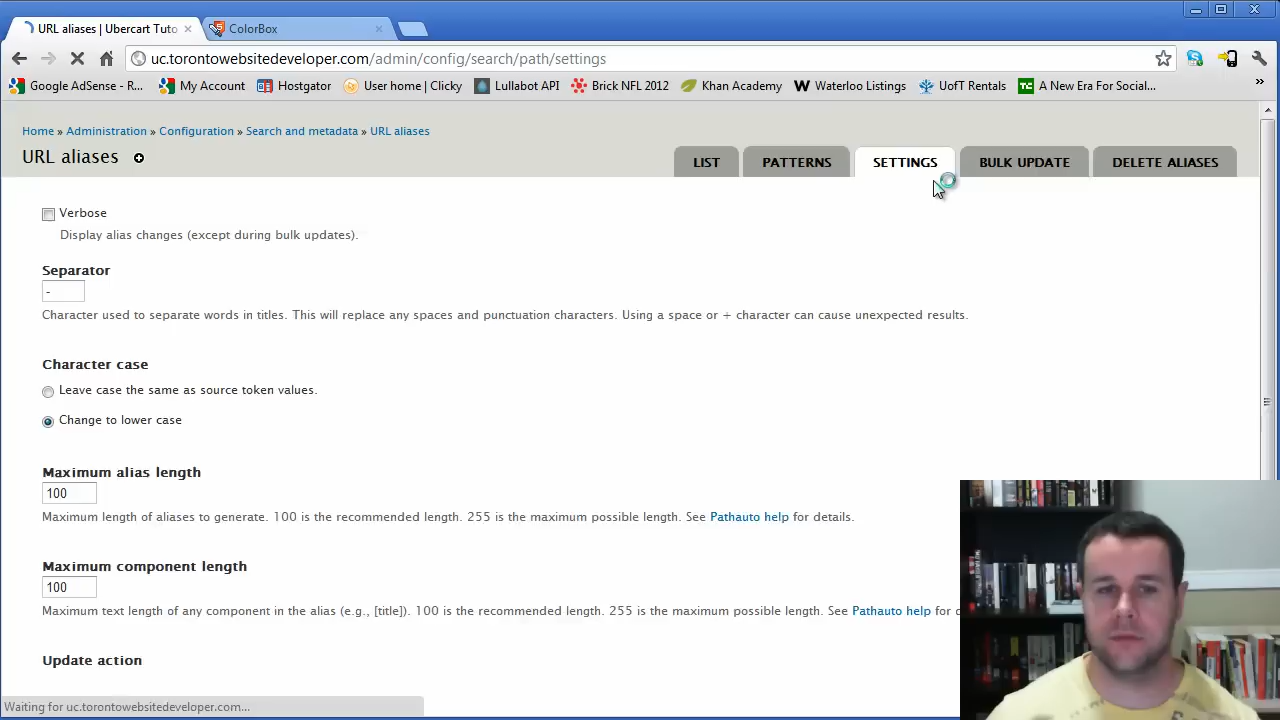 URL aliases | Ubercart Tuto
ColorBox
uc.torontowebsitedeveloper.com/admin/config/search/path/settings
Google AdSense - R... My Account Hostgator User home | Clicky Lullabot API Brick NFL 2012 Khan Academy Waterloo Listings UofT Rentals A New Era For Social... »
Home » Administration » Configuration » Search and metadata » URL aliases
URL aliases
LIST PATTERNS SETTINGS BULK UPDATE DELETE ALIASES
Verbose
Display alias changes (except during bulk updates).
Separator
-
Character used to separate words in titles. This will replace any spaces and punctuation characters. Using a space or + character can cause unexpected results.
Character case
Leave case the same as source token values.
Change to lower case
Maximum alias length
100
Maximum length of aliases to generate. 100 is the recommended length. 255 is the maximum possible length. See Pathauto help for details.
Maximum component length
100
Maximum text length of any component in the alias (e.g., [title]). 100 is the recommended length. 255 is the maximum possible length. See Pathauto help for
Update action
Waiting for uc.torontowebsitedeveloper.com...